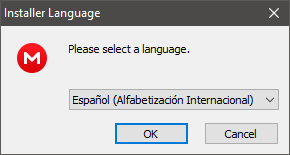 Installer Language
M
Please select a language.
Español (Alfabetización Internacional)
OK
Cancel